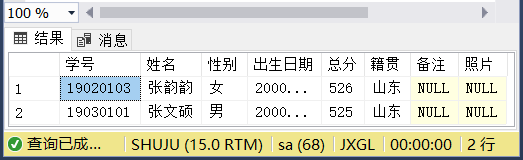 100 %
结果 消息
学号 姓名 性别 出生日期 总分 籍贯 备注 照片
1 19020103 张韵韵 女 2000... 526 山东 NULL NULL
2 19030101 张文硕 男 2000... 525 山东 NULL NULL
查询已成... SHUJU (15.0 RTM) sa (68) JXGL 00:00:00 2 行